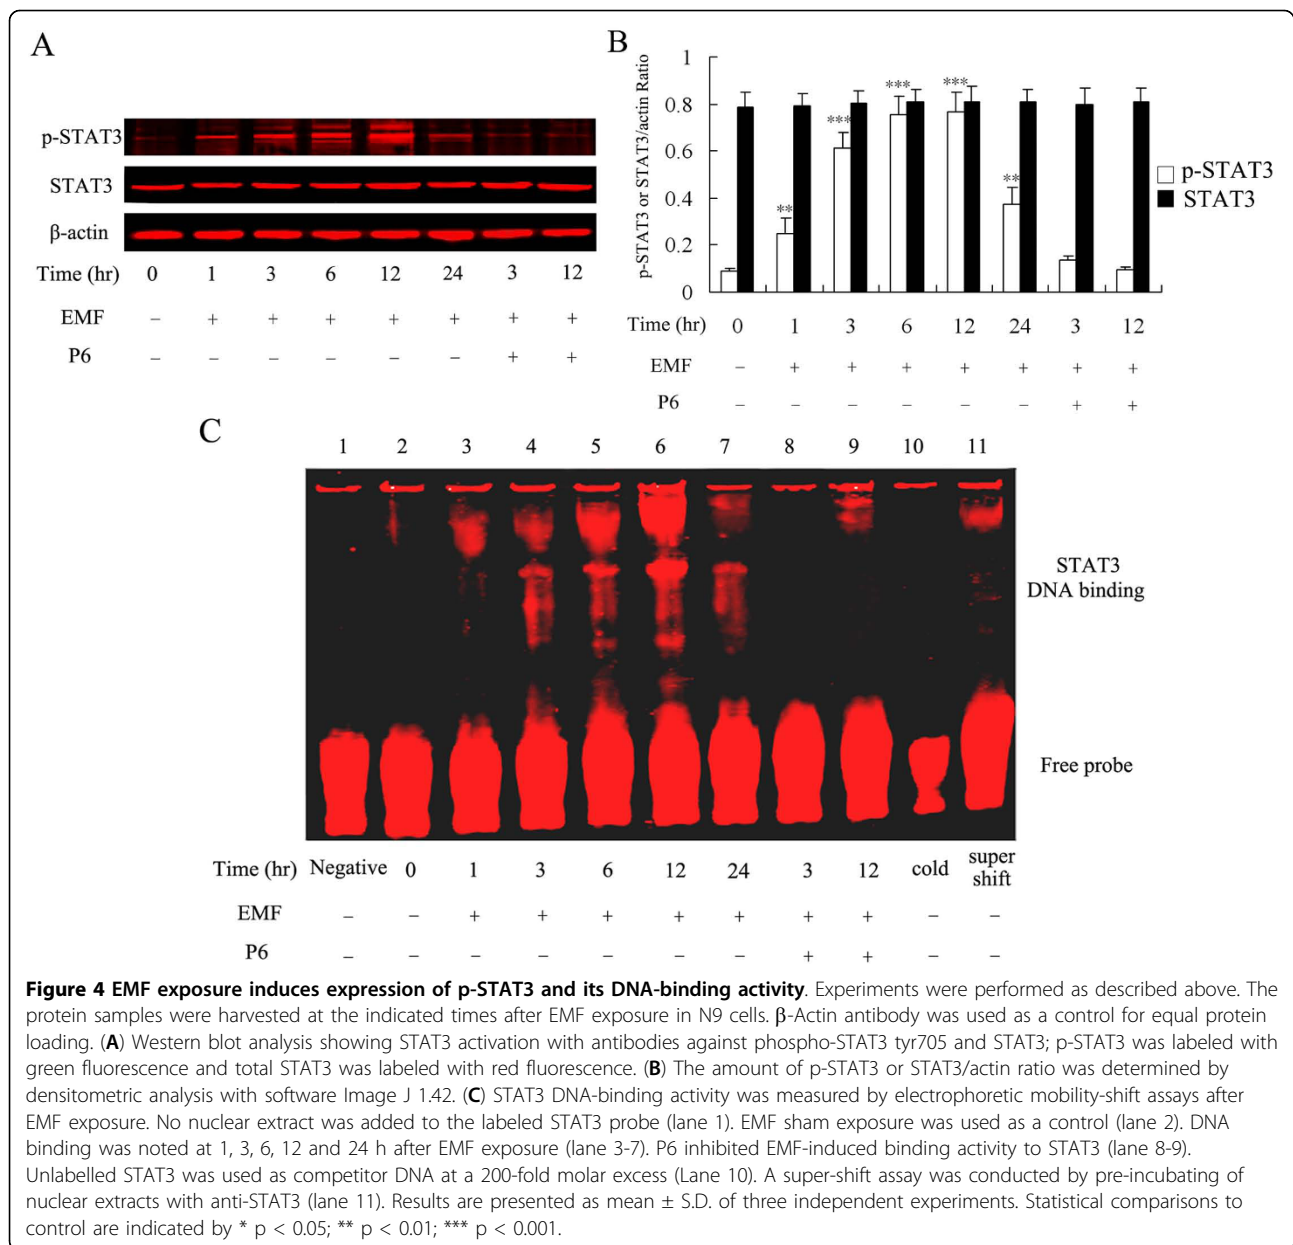 A
p-STAT3
STAT3
β-actin
Time (hr) 0 1 3 6 12 24 3 12
EMF – + + + + + + +
P6 – – – – – – + +
B
p-STAT3 or STAT3/actin Ratio
1
0.8
0.6
0.4
0.2
0
** *** *** *** **
p-STAT3
STAT3
Time (hr) 0 1 3 6 12 24 3 12
EMF – + + + + + + +
P6 – – – – – – + +
C
1 2 3 4 5 6 7 8 9 10 11
STAT3
DNA binding
Free probe
Time (hr) Negative 0 1 3 6 12 24 3 12 cold super shift
EMF – – + + + + + + + – –
P6 – – – – – – – + + – –
Figure 4 EMF exposure induces expression of p-STAT3 and its DNA-binding activity. Experiments were performed as described above. The
protein samples were harvested at the indicated times after EMF exposure in N9 cells. β-Actin antibody was used as a control for equal protein
loading. (A) Western blot analysis showing STAT3 activation with antibodies against phospho-STAT3 tyr705 and STAT3; p-STAT3 was labeled with
green fluorescence and total STAT3 was labeled with red fluorescence. (B) The amount of p-STAT3 or STAT3/actin ratio was determined by
densitometric analysis with software Image J 1.42. (C) STAT3 DNA-binding activity was measured by electrophoretic mobility-shift assays after
EMF exposure. No nuclear extract was added to the labeled STAT3 probe (lane 1). EMF sham exposure was used as a control (lane 2). DNA
binding was noted at 1, 3, 6, 12 and 24 h after EMF exposure (lane 3-7). P6 inhibited EMF-induced binding activity to STAT3 (lane 8-9).
Unlabelled STAT3 was used as competitor DNA at a 200-fold molar excess (Lane 10). A super-shift assay was conducted by pre-incubating of
nuclear extracts with anti-STAT3 (lane 11). Results are presented as mean ± S.D. of three independent experiments. Statistical comparisons to
control are indicated by * p < 0.05; ** p < 0.01; *** p < 0.001.